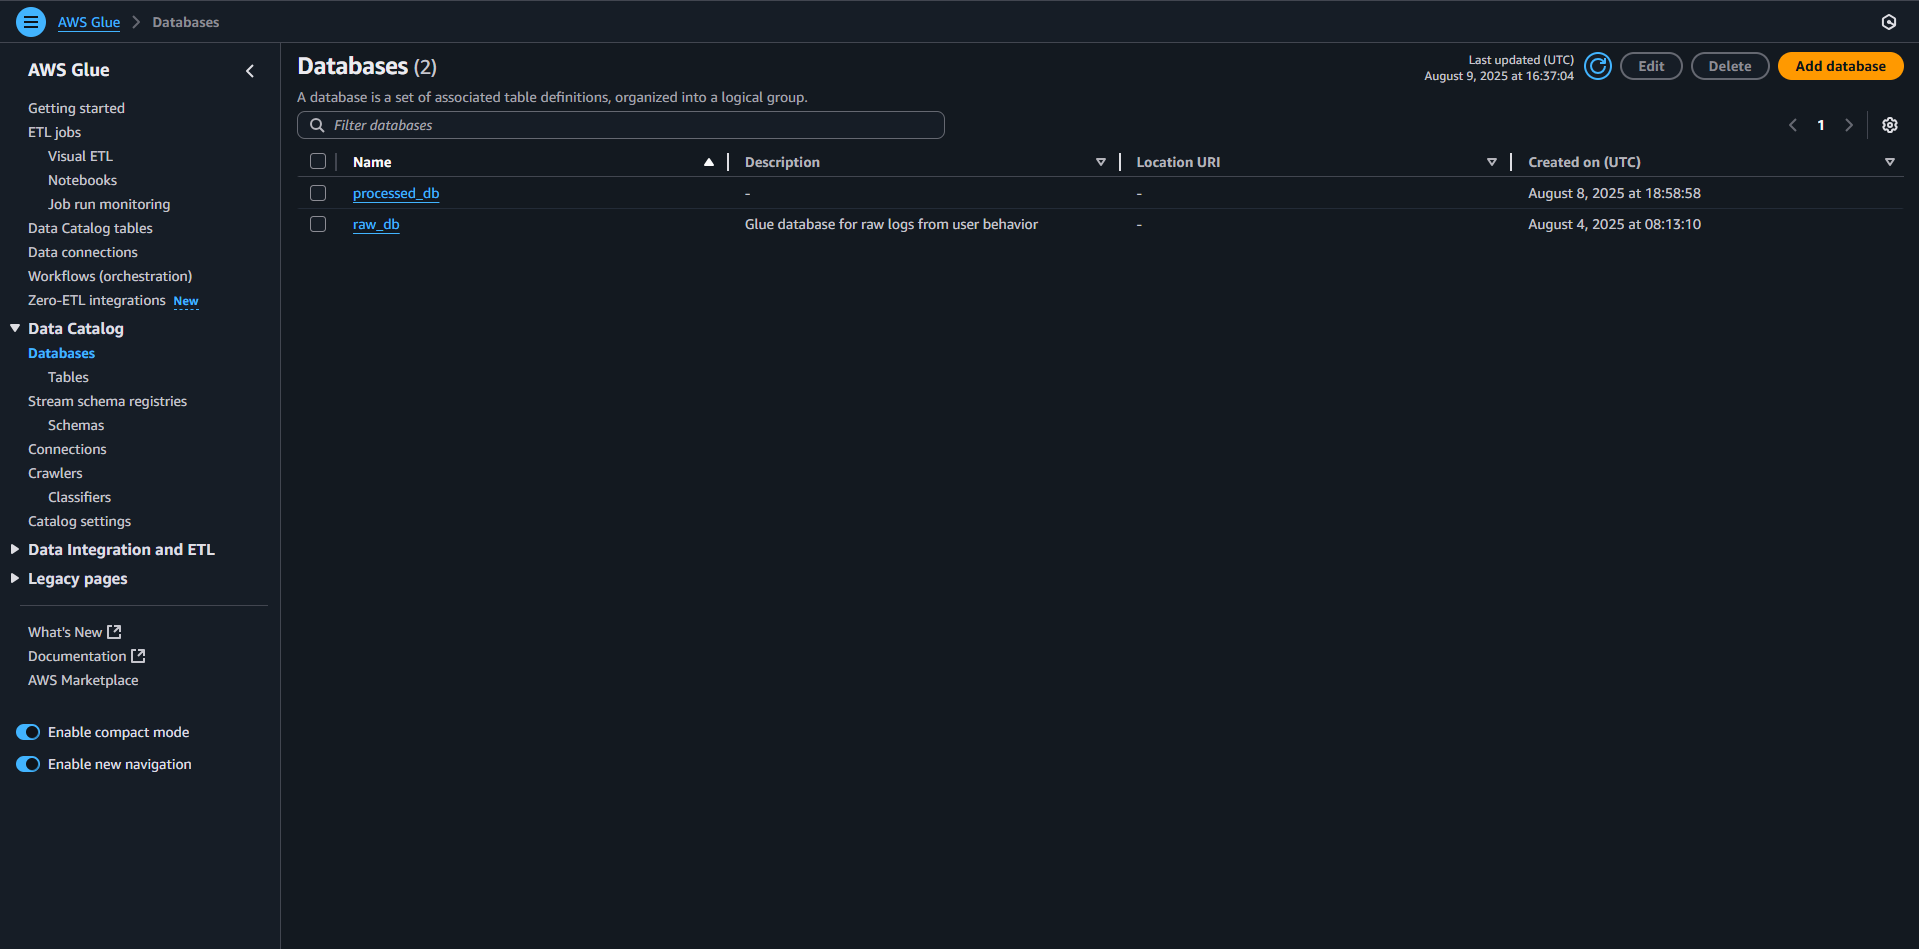 AWS Glue > Databases
AWS Glue
Getting started
ETL jobs
Visual ETL
Notebooks
Job run monitoring
Data Catalog tables
Data connections
Workflows (orchestration)
Zero-ETL integrations New
Data Catalog
Databases
Tables
Stream schema registries
Schemas
Connections
Crawlers
Classifiers
Catalog settings
Data Integration and ETL
Legacy pages
What's New
Documentation
AWS Marketplace
Enable compact mode
Enable new navigation
Databases (2)
A database is a set of associated table definitions, organized into a logical group.
Last updated (UTC)
August 9, 2025 at 16:37:04
Edit
Delete
Add database
Filter databases
1
Name Description Location URI Created on (UTC)
processed_db - - August 8, 2025 at 18:58:58
raw_db Glue database for raw logs from user behavior - August 4, 2025 at 08:13:10